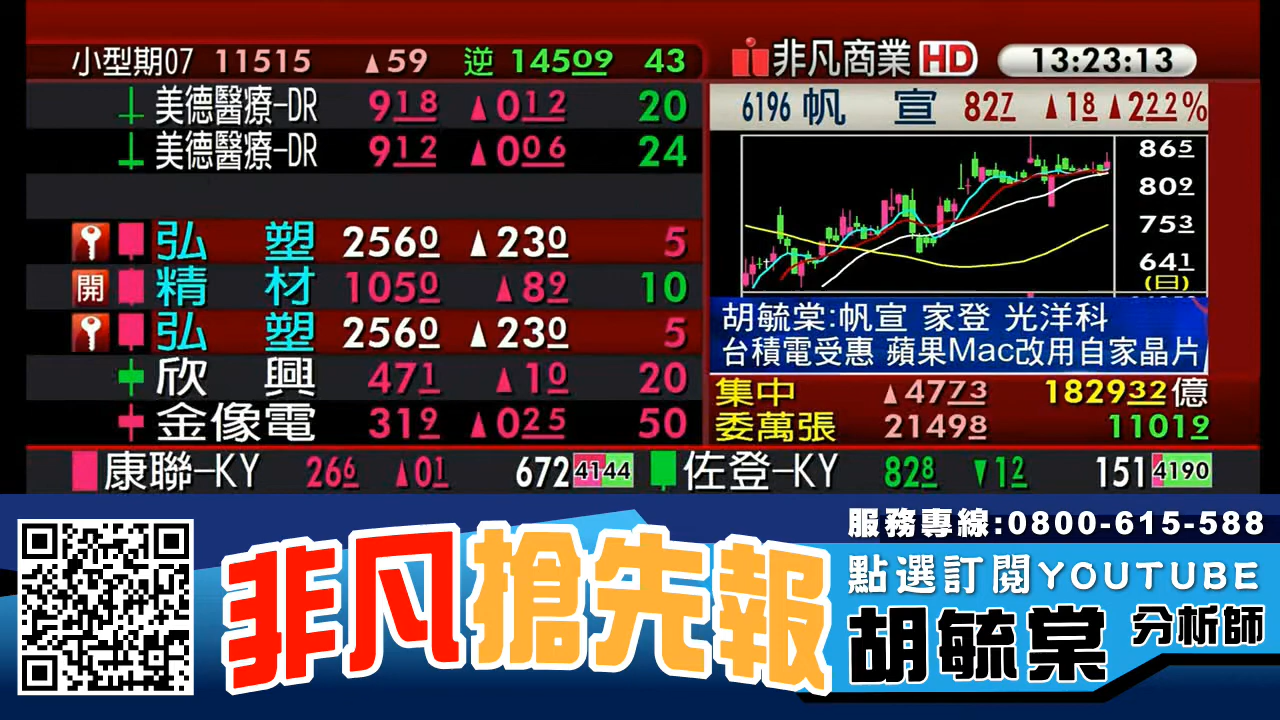 小型期07 11515 ▲59 逆 14509 43
非凡商業HD 13:23:13
美德醫療-DR 918 ▲012 20
美德醫療-DR 912 ▲006 24
弘塑 2560 ▲230 5
開 精材 1050 ▲89 10
弘塑 2560 ▲230 5
欣興 471 ▲10 20
金像電 319 ▲025 50
6196 帆宣 827 ▲18 ▲222%
865
809
753
641
(日)
胡毓棠:帆宣 家登 光洋科
台積電受惠 蘋果Mac改用自家晶片
集中 ▲4773 182932億
委萬張 21498 11019
康聯-KY 266 ▲01 672 4144 佐登-KY 828 ▼12 151 4190
非凡搶先報
服務專線:0800-615-588
點選訂閱YOUTUBE
胡毓棠 分析師